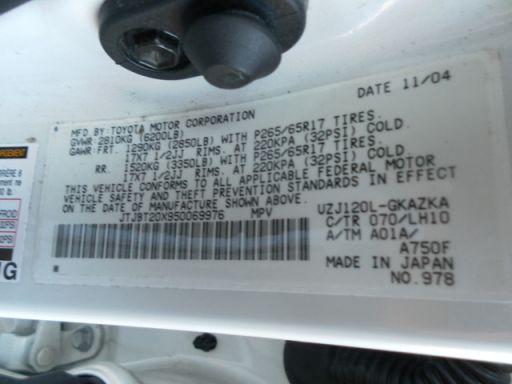 DATE 11/04
MFD. BY: TOYOTA MOTOR CORPORATION
GVWR: 2810KG (6200LB)
GAWR FRT. 1290KG (2850LB) WITH P265/65R17 TIRES.
17X7 1/2JJ RIMS. AT 220KPA (32PSI) COLD.
RR. 1520KG (3350LB) WITH P265/65R17 TIRES.
17X7 1/2JJ RIMS. AT 220KPA (32PSI) COLD.
THIS VEHICLE CONFORMS TO ALL APPLICABLE FEDERAL MOTOR
VEHICLE SAFETY AND THEFT PREVENTION STANDARDS IN EFFECT
ON THE DATE OF MANUFACTURE SHOWN ABOVE.
JTJBT20X950069976 MPV
UZJ120L-GKAZKA
C/TR 070/LH10
A/TM A01A/
A750F
MADE IN JAPAN
NO.978